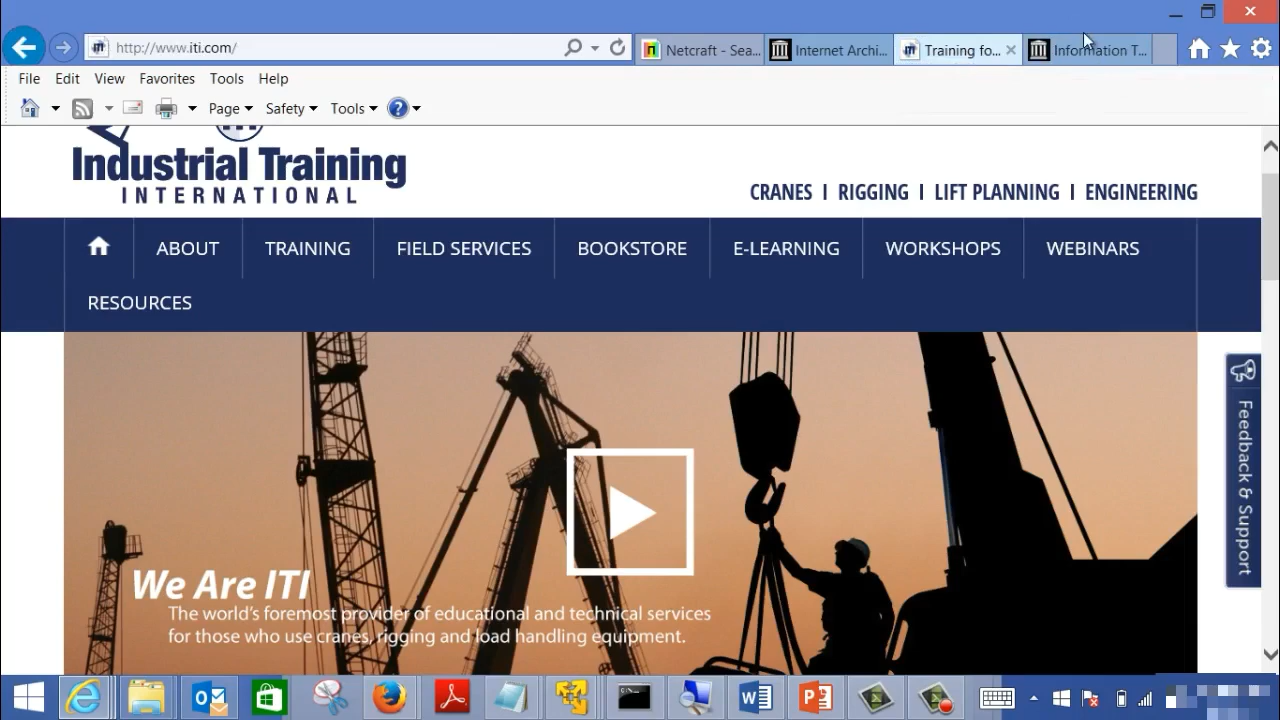 http://www.iti.com/
Netcraft - Sea...
Internet Archi...
Training fo...
Information T...
File Edit View Favorites Tools Help
Page Safety Tools
Industrial Training
INTERNATIONAL
CRANES | RIGGING | LIFT PLANNING | ENGINEERING
ABOUT TRAINING FIELD SERVICES BOOKSTORE E-LEARNING WORKSHOPS WEBINARS
RESOURCES
Feedback & Support
We Are ITI
The world's foremost provider of educational and technical services
for those who use cranes, rigging and load handling equipment.